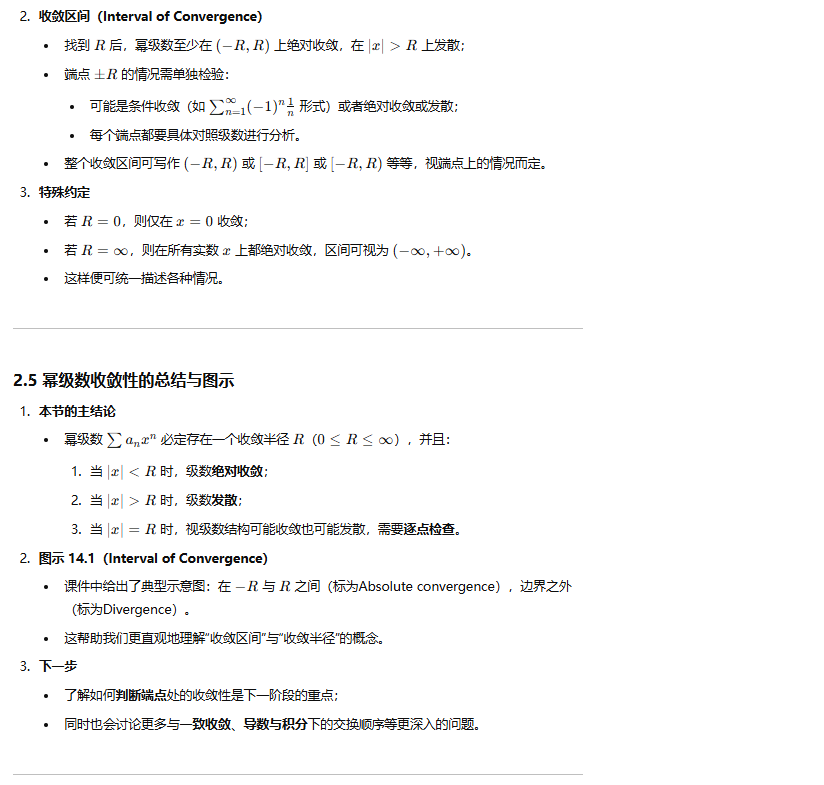 2. 收敛区间（Interval of Convergence）
• 找到 R 后，幂级数至少在 (−R, R) 上绝对收敛，在 |x| > R 上发散；
• 端点 ±R 的情况需单独检验：
• 可能是条件收敛（如 ∑_{n=1}^{∞}(−1)^n 1/n 形式）或者绝对收敛或发散；
• 每个端点都要具体对照级数进行分析。
• 整个收敛区间可写作 (−R, R) 或 [−R, R] 或 [−R, R) 等等，视端点上的情况而定。
3. 特殊约定
• 若 R = 0，则仅在 x = 0 收敛；
• 若 R = ∞，则在所有实数 x 上都绝对收敛，区间可视为 (−∞, +∞)。
• 这样便可统一描述各种情况。
2.5 幂级数收敛性的总结与图示
1. 本节的主结论
• 幂级数 ∑ a_n x^n 必定存在一个收敛半径 R（0 ≤ R ≤ ∞），并且：
1. 当 |x| < R 时，级数绝对收敛；
2. 当 |x| > R 时，级数发散；
3. 当 |x| = R 时，视级数结构可能收敛也可能发散，需要逐点检查。
2. 图示 14.1（Interval of Convergence）
• 课件中给出了典型示意图：在 −R 与 R 之间（标为Absolute convergence），边界之外
（标为Divergence）。
• 这帮助我们更直观地理解“收敛区间”与“收敛半径”的概念。
3. 下一步
• 了解如何判断端点处的收敛性是下一阶段的重点；
• 同时也会讨论更多与一致收敛、导数与积分下的交换顺序等更深入的问题。